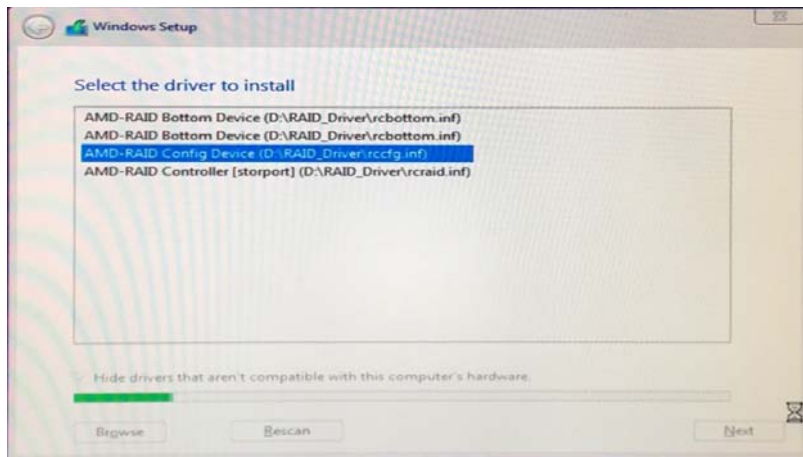 Windows Setup
Select the driver to install
AMD-RAID Bottom Device (D:\RAID_Driver\rcbottom.inf)
AMD-RAID Bottom Device (D:\RAID_Driver\rcbottom.inf)
AMD-RAID Config Device (D:\RAID_Driver\rccfg.inf)
AMD-RAID Controller [storport] (D:\RAID_Driver\rcraid.inf)
Hide drivers that aren't compatible with this computer's hardware.
Browse Rescan Next